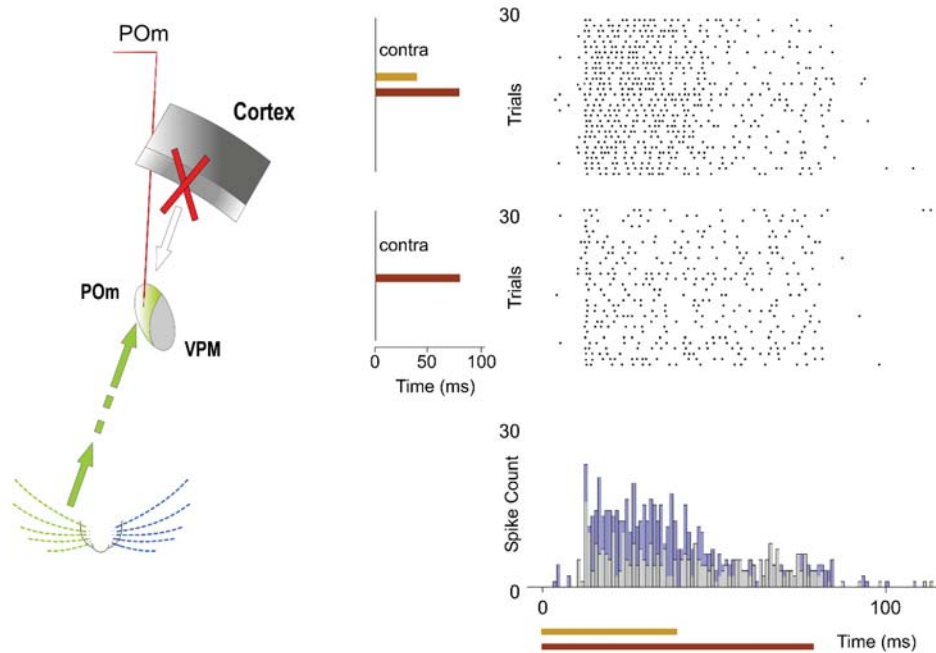 POm
Cortex
POm
VPM
contra
contra
0 50 100
Time (ms)
30
Trials
30
Trials
30
Spike Count
0
0 100
Time (ms)